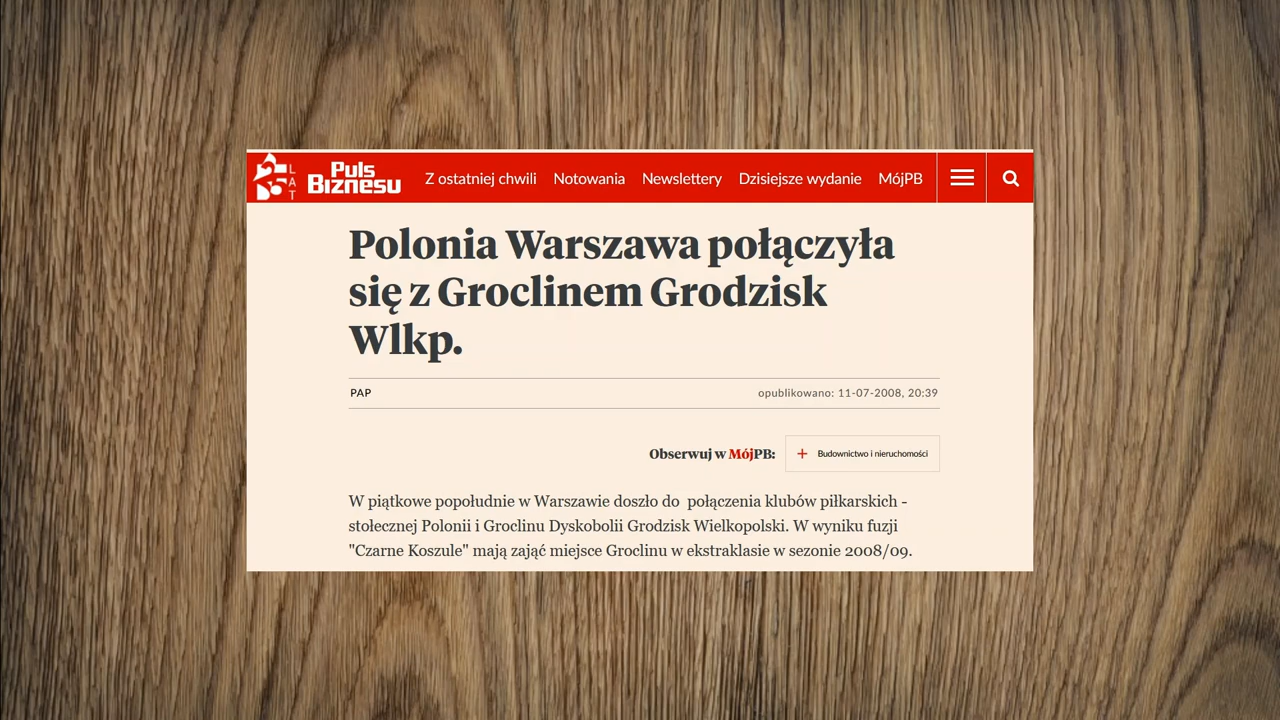 25 LAT
Puls Biznesu
Z ostatniej chwili Notowania Newslettery Dzisiejsze wydanie MójPB
Polonia Warszawa połączyła
się z Groclinem Grodzisk
Wlkp.
PAP opublikowano: 11-07-2008, 20:39
Obserwuj w MójPB: + Budownictwo i nieruchomości
W piątkowe popołudnie w Warszawie doszło do połączenia klubów piłkarskich -
stołecznej Polonii i Groclinu Dyskobolii Grodzisk Wielkopolski. W wyniku fuzji
"Czarne Koszule" mają zająć miejsce Groclinu w ekstraklasie w sezonie 2008/09.